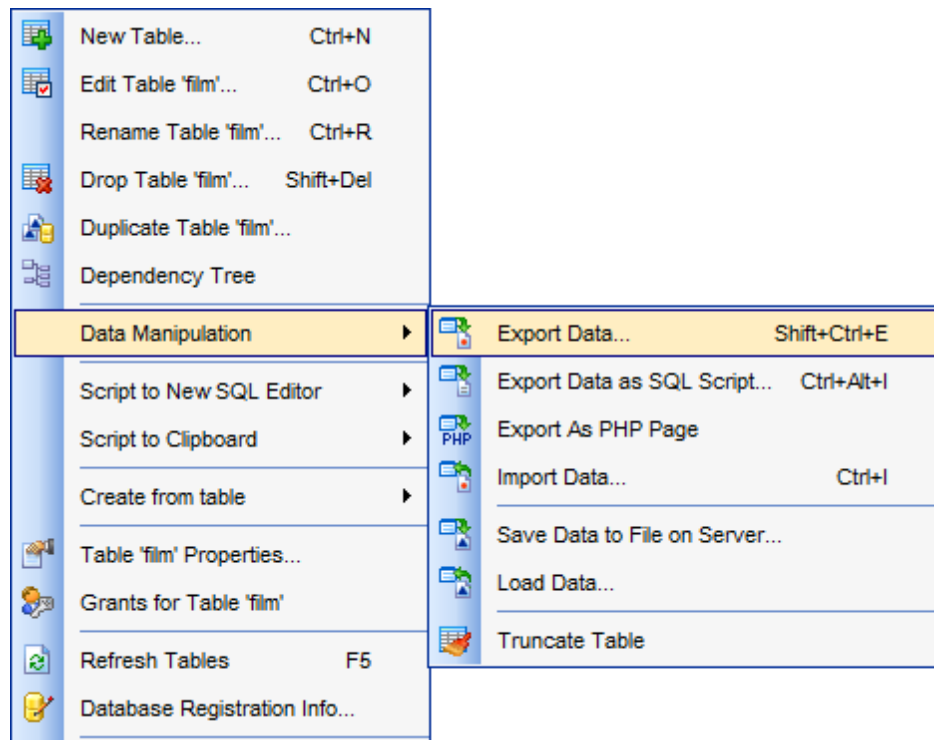 New Table... Ctrl+N
Edit Table 'film'... Ctrl+O
Rename Table 'film'... Ctrl+R
Drop Table 'film'... Shift+Del
Duplicate Table 'film'...
Dependency Tree
Data Manipulation
Script to New SQL Editor
Script to Clipboard
Create from table
Table 'film' Properties...
Grants for Table 'film'
Refresh Tables F5
Database Registration Info...
Export Data... Shift+Ctrl+E
Export Data as SQL Script... Ctrl+Alt+I
PHP Export As PHP Page
Import Data... Ctrl+I
Save Data to File on Server...
Load Data...
Truncate Table